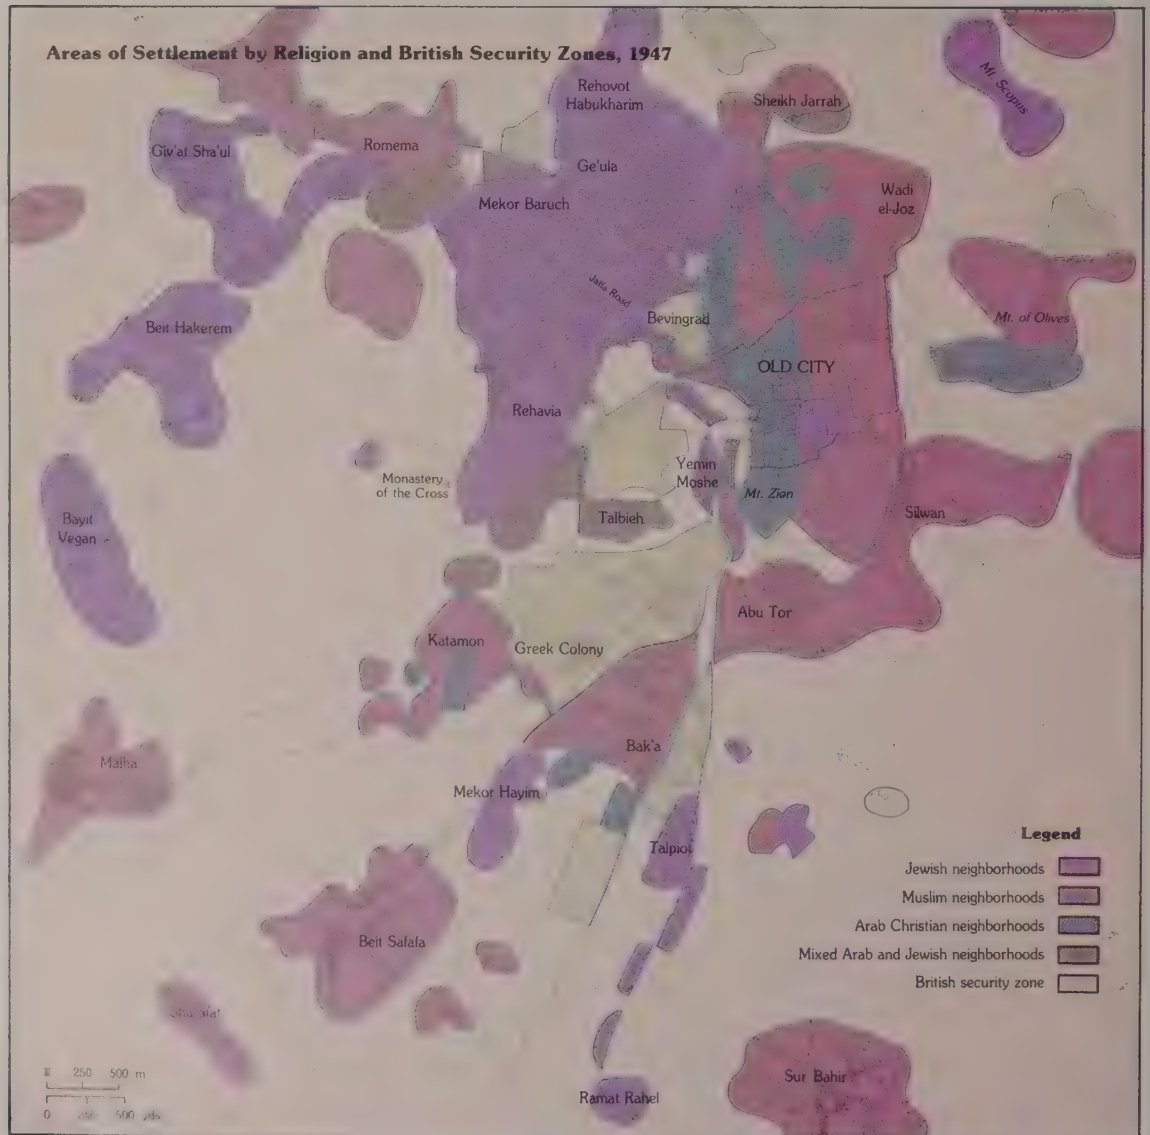 Areas of Settlement by Religion and British Security Zones, 1947
Mt. Scopus
Rehovot
Habukharim
Sheikh Jarrah
Giv'at Sha'ul
Romema
Ge'ula
Mekor Baruch
Wadi
el-Joz
Jaffa Road
Beit Hakerem
Bevingrad
Mt. of Olives
OLD CITY
Rehavia
Monastery
of the Cross
Yemin
Moshe
Mt. Zion
Bayit
Vegan
Talbieh
Silwan
Abu Tor
Katamon
Greek Colony
Bak'a
Malha
Mekor Hayim
Talpiot
Legend
Jewish neighborhoods
Muslim neighborhoods
Arab Christian neighborhoods
Mixed Arab and Jewish neighborhoods
British security zone
Beit Safafa
250 500 m
0 500 yds
Sur Bahir
Ramat Rahel